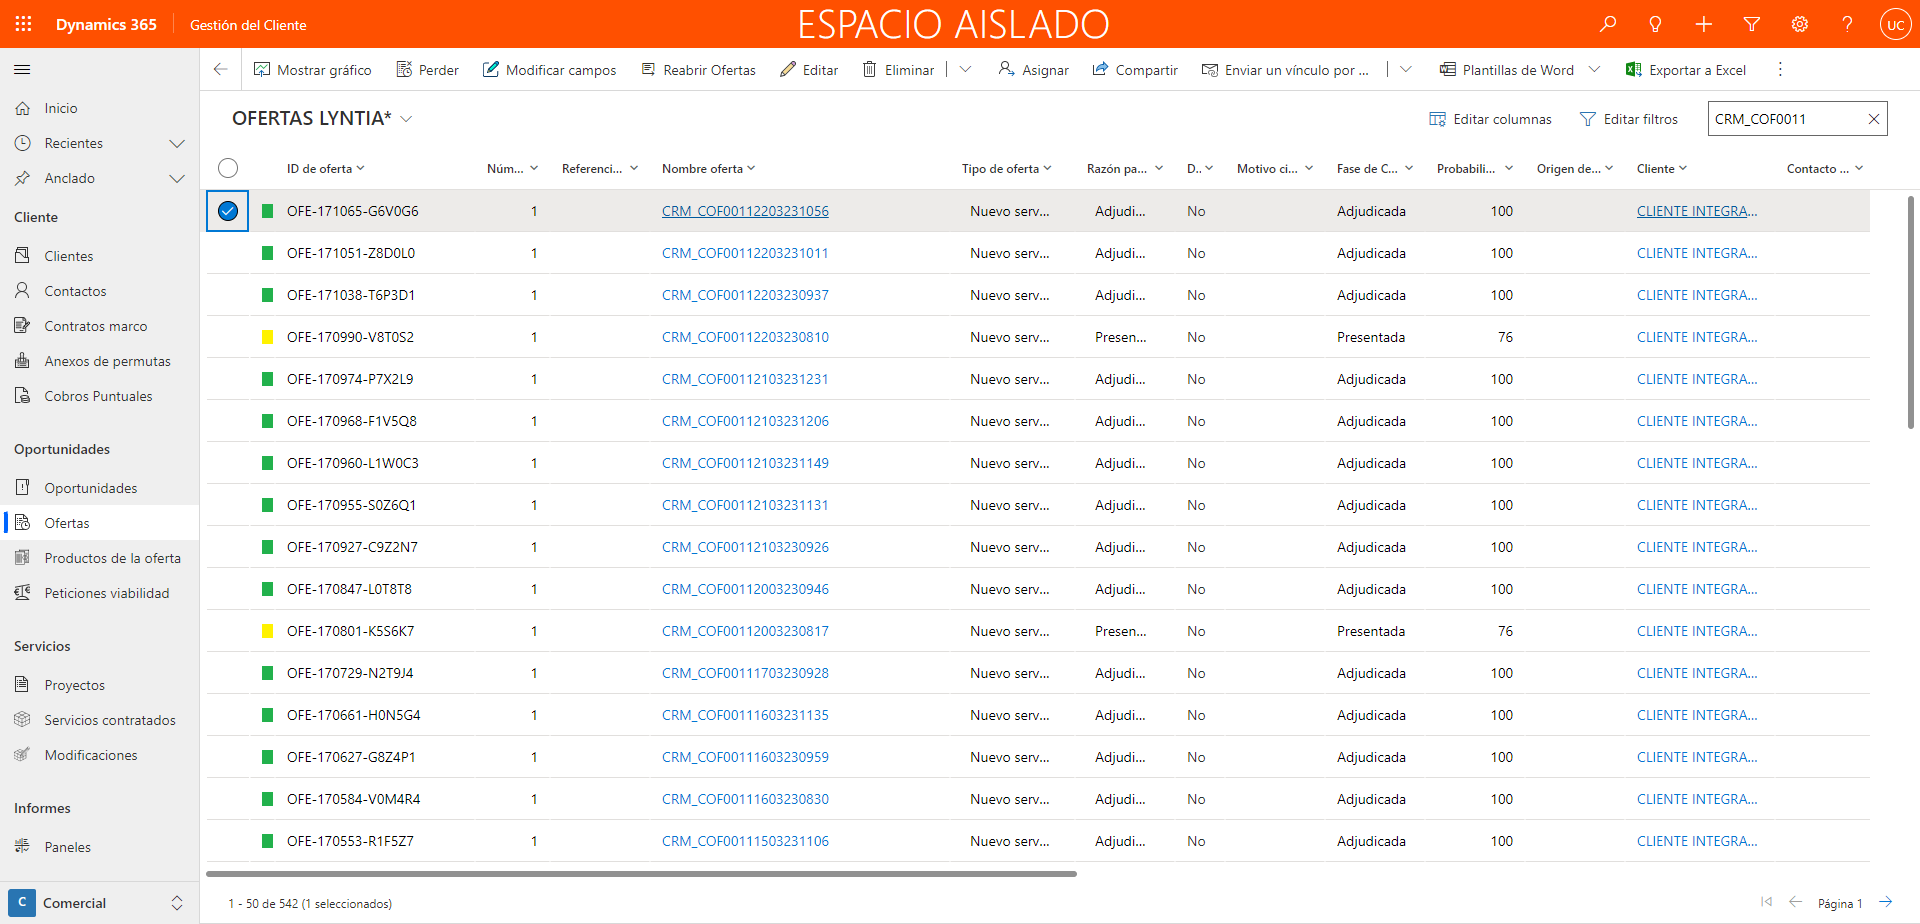 Dynamics 365 Gestión del Cliente ESPACIO AISLADO UC
Mostrar gráfico Perder Modificar campos Reabrir Ofertas Editar Eliminar Asignar Compartir Enviar un vínculo por ... Plantillas de Word Exportar a Excel
Inicio
Recientes
Anclado
Cliente
Clientes
Contactos
Contratos marco
Anexos de permutas
Cobros Puntuales
Oportunidades
Oportunidades
Ofertas
Productos de la oferta
Peticiones viabilidad
Servicios
Proyectos
Servicios contratados
Modificaciones
Informes
Paneles
C Comercial
OFERTAS LYNTIA* Editar columnas Editar filtros CRM_COF0011
ID de oferta Núm... Referenci... Nombre oferta Tipo de oferta Razón pa... D.. Motivo ci... Fase de C... Probabili... Origen de... Cliente Contacto ...
OFE-171065-G6V0G6 1 CRM_COF00112203231056 Nuevo serv... Adjudi... No Adjudicada 100 CLIENTE INTEGRA...
OFE-171051-Z8D0L0 1 CRM_COF00112203231011 Nuevo serv... Adjudi... No Adjudicada 100 CLIENTE INTEGRA...
OFE-171038-T6P3D1 1 CRM_COF00112203230937 Nuevo serv... Adjudi... No Adjudicada 100 CLIENTE INTEGRA...
OFE-170990-V8T0S2 1 CRM_COF00112203230810 Nuevo serv... Presen... No Presentada 76 CLIENTE INTEGRA...
OFE-170974-P7X2L9 1 CRM_COF00112103231231 Nuevo serv... Adjudi... No Adjudicada 100 CLIENTE INTEGRA...
OFE-170968-F1V5Q8 1 CRM_COF00112103231206 Nuevo serv... Adjudi... No Adjudicada 100 CLIENTE INTEGRA...
OFE-170960-L1W0C3 1 CRM_COF00112103231149 Nuevo serv... Adjudi... No Adjudicada 100 CLIENTE INTEGRA...
OFE-170955-S0Z6Q1 1 CRM_COF00112103231131 Nuevo serv... Adjudi... No Adjudicada 100 CLIENTE INTEGRA...
OFE-170927-C9Z2N7 1 CRM_COF00112103230926 Nuevo serv... Adjudi... No Adjudicada 100 CLIENTE INTEGRA...
OFE-170847-L0T8T8 1 CRM_COF00112003230946 Nuevo serv... Adjudi... No Adjudicada 100 CLIENTE INTEGRA...
OFE-170801-K5S6K7 1 CRM_COF00112003230817 Nuevo serv... Presen... No Presentada 76 CLIENTE INTEGRA...
OFE-170729-N2T9J4 1 CRM_COF00111703230928 Nuevo serv... Adjudi... No Adjudicada 100 CLIENTE INTEGRA...
OFE-170661-H0N5G4 1 CRM_COF00111603231135 Nuevo serv... Adjudi... No Adjudicada 100 CLIENTE INTEGRA...
OFE-170627-G8Z4P1 1 CRM_COF00111603230959 Nuevo serv... Adjudi... No Adjudicada 100 CLIENTE INTEGRA...
OFE-170584-V0M4R4 1 CRM_COF00111603230830 Nuevo serv... Adjudi... No Adjudicada 100 CLIENTE INTEGRA...
OFE-170553-R1F5Z7 1 CRM_COF00111503231106 Nuevo serv... Adjudi... No Adjudicada 100 CLIENTE INTEGRA...
1 - 50 de 542 (1 seleccionados) Página 1